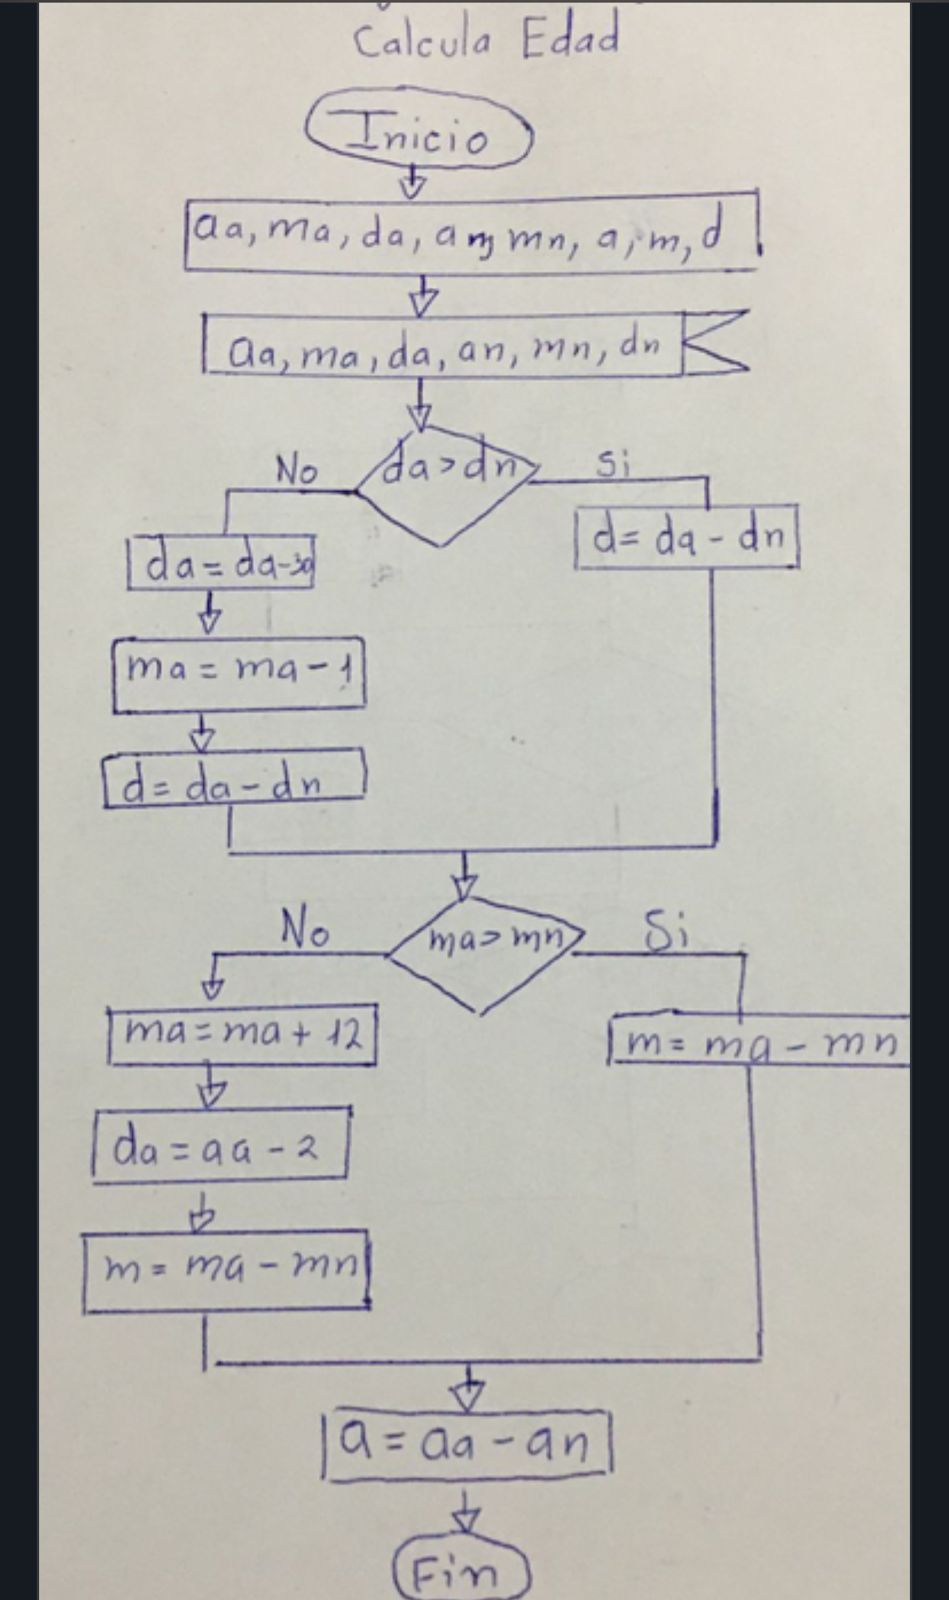 Calcula Edad
Inicio
aa, ma, da, an, mn, a, m, d
aa, ma, da, an, mn, dn
da > dn
No
Si
da = da-30
d = da - dn
ma = ma - 1
d = da - dn
ma > mn
No
Si
ma = ma + 12
m = ma - mn
da = aa - 2
m = ma - mn
a = aa - an
Fin